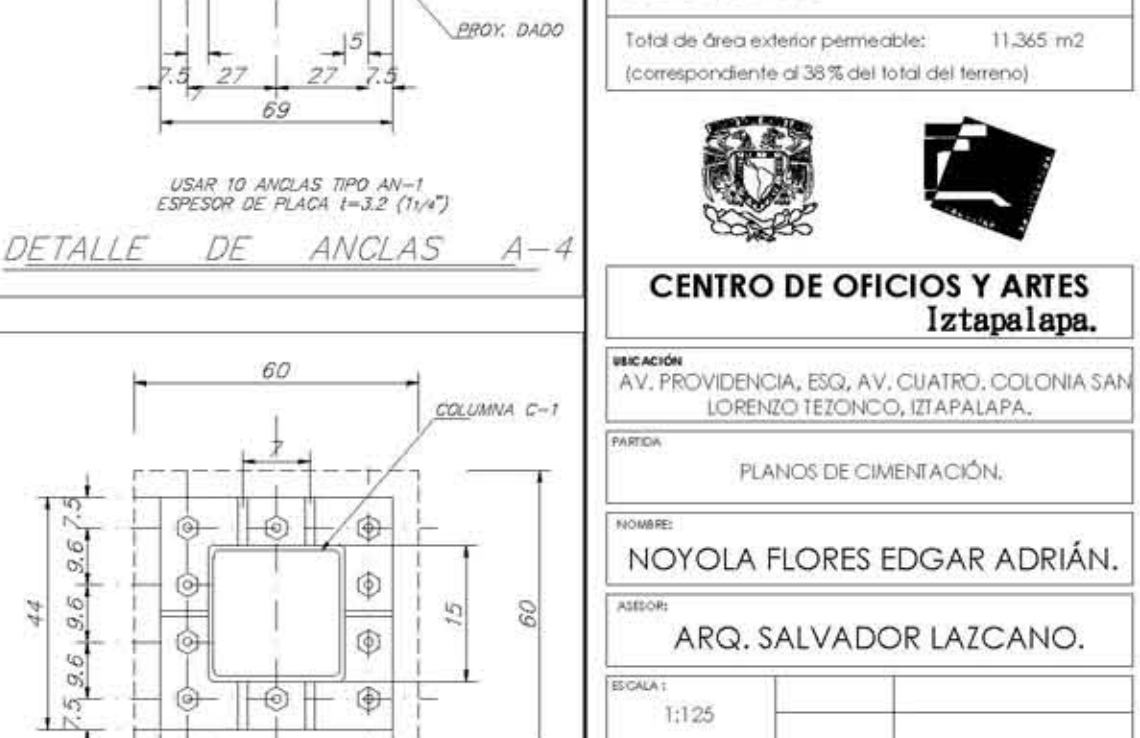 PROY. DADO
5
7.5 27 27 7.5
7
69
USAR 10 ANCLAS TIPO AN-1
ESPESOR DE PLACA t=3.2 (11/4")
DETALLE DE ANCLAS A-4
60
COLUMNA C-1
7
7.5
9.6
9.6
9.6
7.5
44
15
60
Total de área exterior permeable: 11,365 m2
(correspondiente al 38% del total del terreno)
CENTRO DE OFICIOS Y ARTES
Iztapalapa.
UBICACIÓN
AV. PROVIDENCIA, ESQ, AV. CUATRO. COLONIA SAN
LORENZO TEZONCO, IZTAPALAPA.
PARTIDA
PLANOS DE CIMENTACIÓN.
NOMBRE:
NOYOLA FLORES EDGAR ADRIÁN.
ASESOR:
ARQ. SALVADOR LAZCANO.
ESCALA :
1:125